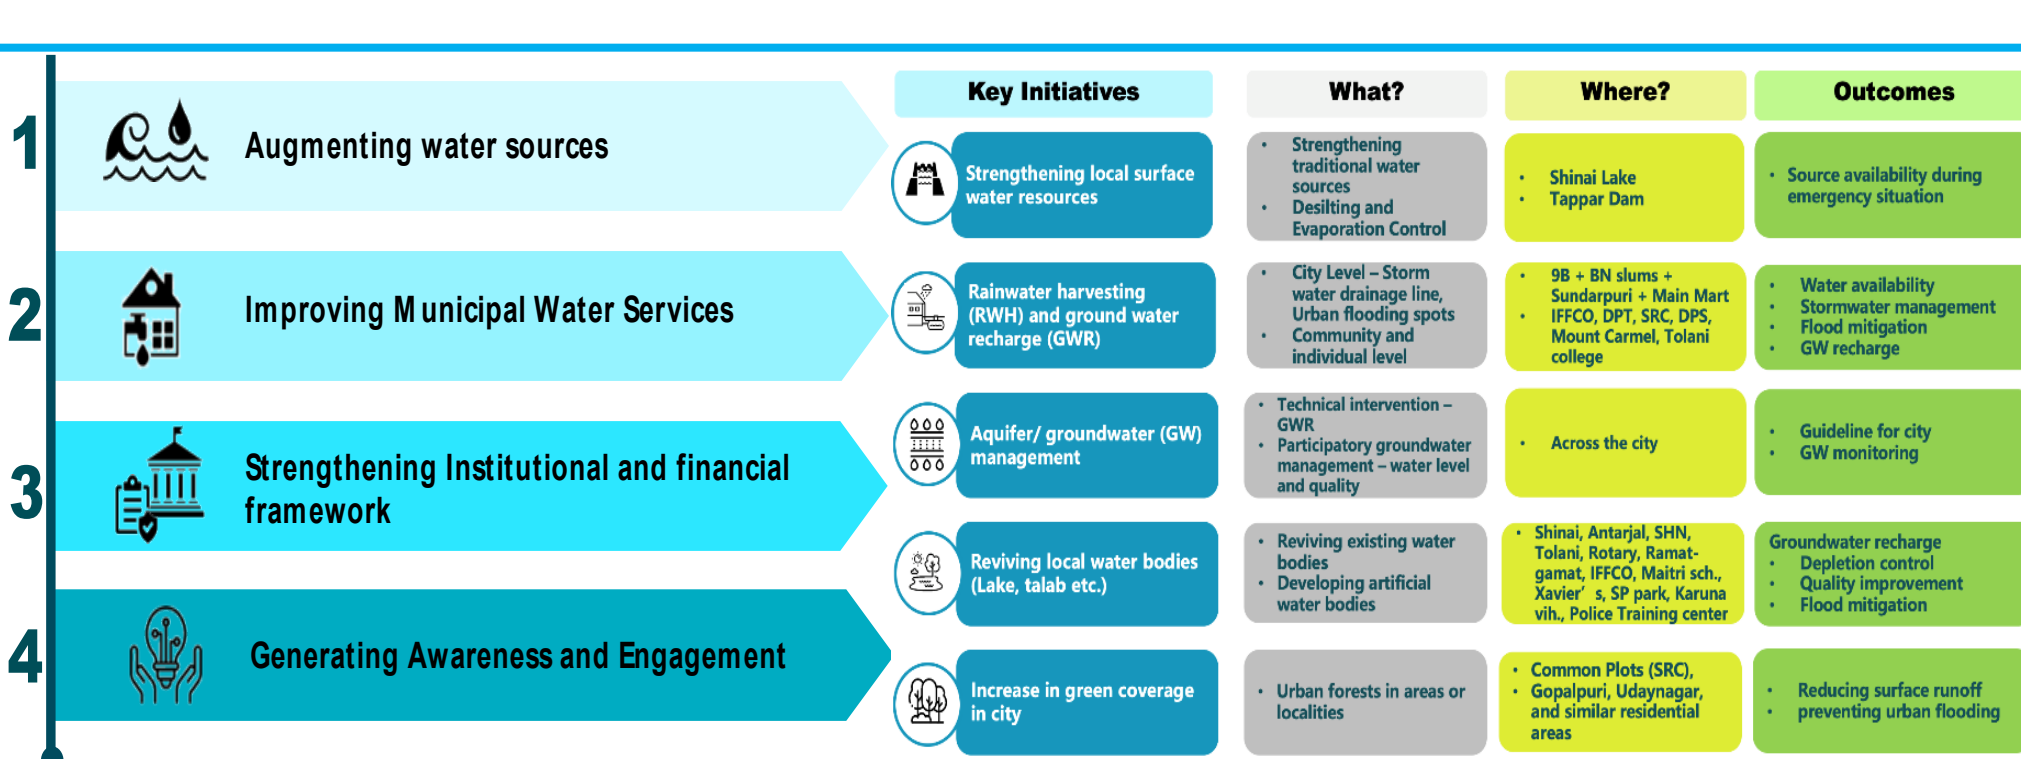 1
Augmenting water sources
2
Improving Municipal Water Services
3
Strengthening Institutional and financial
framework
4
Generating Awareness and Engagement
Key Initiatives
What?
Where?
Outcomes
Strengthening local surface
water resources
• Strengthening
traditional water
sources
• Desilting and
Evaporation Control
• Shinai Lake
• Tappar Dam
• Source availability during
emergency situation
Rainwater harvesting
(RWH) and ground water
recharge (GWR)
• City Level – Storm
water drainage line,
Urban flooding spots
• Community and
individual level
• 9B + BN slums +
Sundarpuri + Main Mart
• IFFCO, DPT, SRC, DPS,
Mount Carmel, Tolani
college
• Water availability
• Stormwater management
• Flood mitigation
• GW recharge
Aquifer/ groundwater (GW)
management
• Technical intervention –
GWR
• Participatory groundwater
management – water level
and quality
• Across the city
• Guideline for city
• GW monitoring
Reviving local water bodies
(Lake, talab etc.)
• Reviving existing water
bodies
• Developing artificial
water bodies
• Shinai, Antarjal, SHN,
Tolani, Rotary, Ramat-
gamat, IFFCO, Maitri sch.,
Xavier’ s, SP park, Karuna
vih., Police Training center
Groundwater recharge
• Depletion control
• Quality improvement
• Flood mitigation
Increase in green coverage
in city
• Urban forests in areas or
localities
• Common Plots (SRC),
• Gopalpuri, Udaynagar,
and similar residential
areas
• Reducing surface runoff
• preventing urban flooding